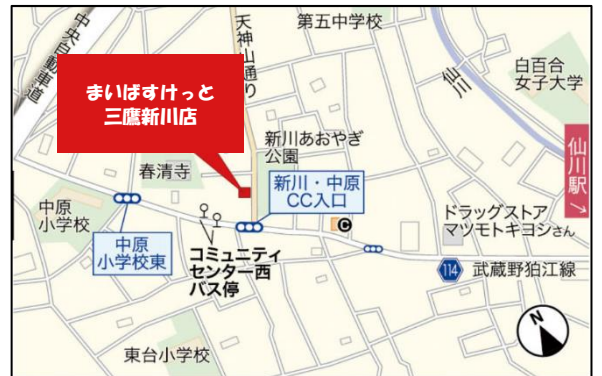 中央自動車道
天神山通り
第五中学校
仙川
白百合
女子大学
まいばすけっと
三鷹新川店
新川あおやぎ
公園
仙川駅→
春清寺
新川・中原
CC入口
中原
小学校
中原
小学校東
コミュニティ
センター西
バス停
C
ドラッグストア
マツモトキヨシさん
114
武蔵野狛江線
東台小学校
N